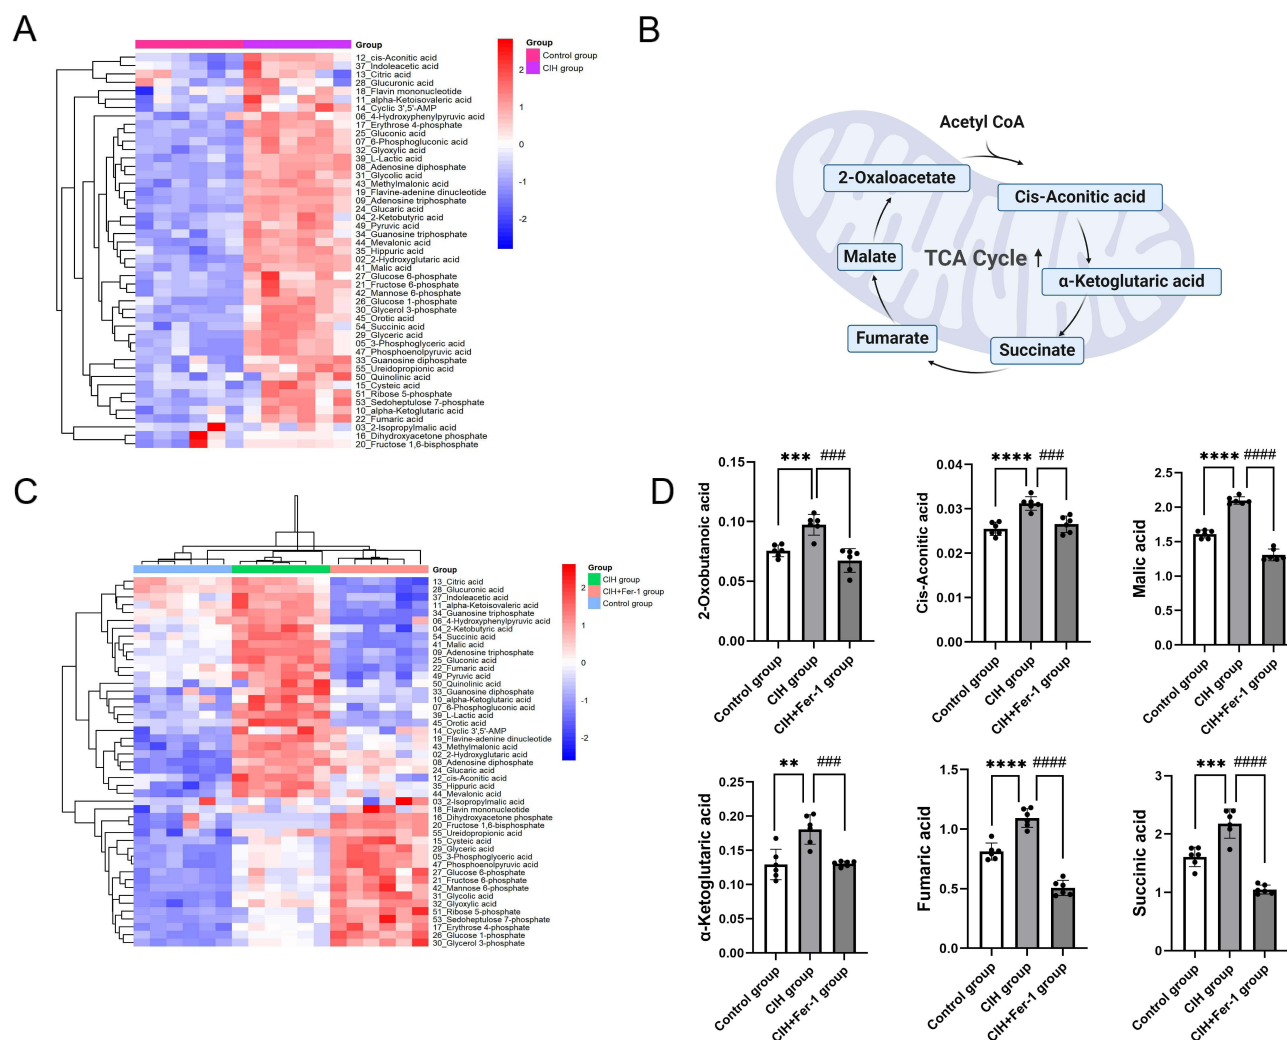 A
Group
Group
Control group
CIH group
2
1
0
-1
-2
12_cis-Aconitic acid
37_Indoleacetic acid
13_Citric acid
28_Glucuronic acid
18_Flavin mononucleotide
11_alpha-Ketoisovaleric acid
14_Cyclic 3',5'-AMP
06_4-Hydroxyphenylpyruvic acid
17_Erythrose 4-phosphate
25_Gluconic acid
07_6-Phosphogluconic acid
32_Glyoxylic acid
39_L-Lactic acid
08_Adenosine diphosphate
31_Glycolic acid
43_Methylmalonic acid
19_Flavine-adenine dinucleotide
09_Adenosine triphosphate
24_Glucaric acid
04_2-Ketobutyric acid
49_Pyruvic acid
34_Guanosine triphosphate
44_Mevalonic acid
35_Hippuric acid
02_2-Hydroxyglutaric acid
41_Malic acid
27_Glucose 6-phosphate
21_Fructose 6-phosphate
42_Mannose 6-phosphate
26_Glucose 1-phosphate
30_Glycerol 3-phosphate
45_Orotic acid
54_Succinic acid
29_Glyceric acid
05_3-Phosphoglyceric acid
47_Phosphoenolpyruvic acid
33_Guanosine diphosphate
55_Ureidopropionic acid
50_Quinolinic acid
15_Cysteic acid
51_Ribose 5-phosphate
53_Sedoheptulose 7-phosphate
10_alpha-Ketoglutaric acid
22_Fumaric acid
03_2-Isopropylmalic acid
16_Dihydroxyacetone phosphate
20_Fructose 1,6-bisphosphate
B
Acetyl CoA
2-Oxaloacetate
Cis-Aconitic acid
Malate
TCA Cycle
α-Ketoglutaric acid
Fumarate
Succinate
C
Group
Group
CIH group
CIH+Fer-1 group
Control group
2
1
0
-1
-2
13_Citric acid
28_Glucuronic acid
37_Indoleacetic acid
11_alpha-Ketoisovaleric acid
34_Guanosine triphosphate
06_4-Hydroxyphenylpyruvic acid
04_2-Ketobutyric acid
54_Succinic acid
41_Malic acid
09_Adenosine triphosphate
25_Gluconic acid
22_Fumaric acid
49_Pyruvic acid
50_Quinolinic acid
33_Guanosine diphosphate
10_alpha-Ketoglutaric acid
07_6-Phosphogluconic acid
39_L-Lactic acid
45_Orotic acid
14_Cyclic 3',5'-AMP
19_Flavine-adenine dinucleotide
43_Methylmalonic acid
02_2-Hydroxyglutaric acid
08_Adenosine diphosphate
24_Glucaric acid
12_cis-Aconitic acid
35_Hippuric acid
44_Mevalonic acid
03_2-Isopropylmalic acid
18_Flavin mononucleotide
16_Dihydroxyacetone phosphate
20_Fructose 1,6-bisphosphate
55_Ureidopropionic acid
15_Cysteic acid
29_Glyceric acid
05_3-Phosphoglyceric acid
47_Phosphoenolpyruvic acid
27_Glucose 6-phosphate
21_Fructose 6-phosphate
42_Mannose 6-phosphate
31_Glycolic acid
32_Glyoxylic acid
51_Ribose 5-phosphate
53_Sedoheptulose 7-phosphate
17_Erythrose 4-phosphate
26_Glucose 1-phosphate
30_Glycerol 3-phosphate
D
2-Oxobutanoic acid
0.15
0.10
0.05
0.00
*** ###
Control group
CIH group
CIH+Fer-1 group
Cis-Aconitic acid
0.04
0.03
0.02
0.01
0.00
**** ###
Control group
CIH group
CIH+Fer-1 group
Malic acid
2.5
2.0
1.5
1.0
0.5
0.0
**** ####
Control group
CIH group
CIH+Fer-1 group
α-Ketoglutaric acid
0.25
0.20
0.15
0.10
0.05
0.00
** ###
Control group
CIH group
CIH+Fer-1 group
Fumaric acid
1.5
1.0
0.5
0.0
**** ####
Control group
CIH group
CIH+Fer-1 group
Succinic acid
3
2
1
0
*** ####
Control group
CIH group
CIH+Fer-1 group